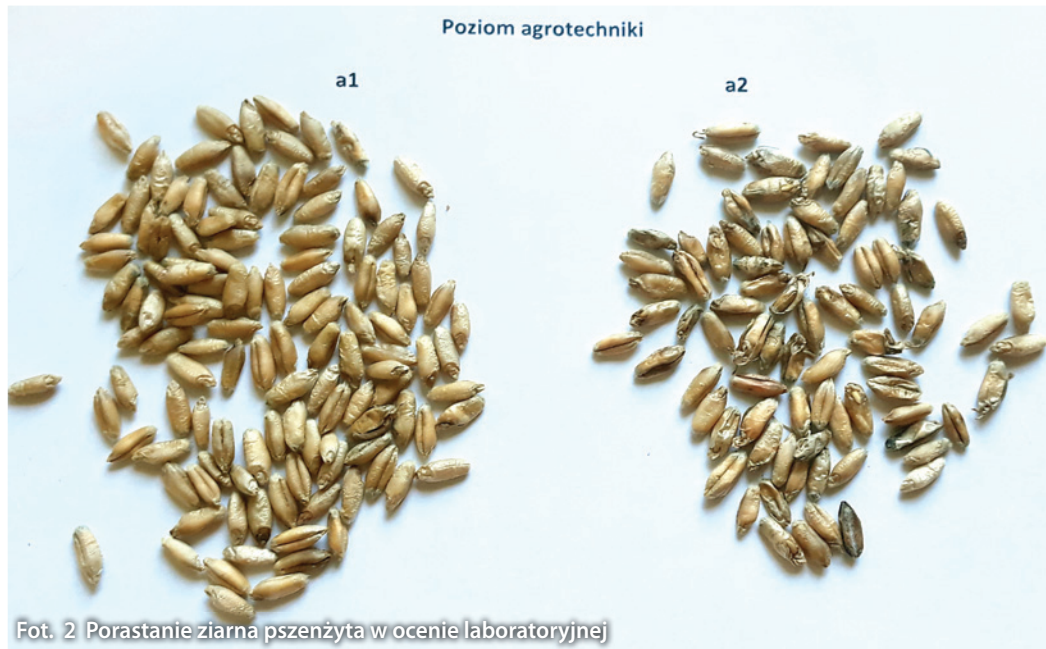 Poziom agrotechniki
a1
a2
Fot. 2 Porastanie ziarna pszenżyta w ocenie laboratoryjnej